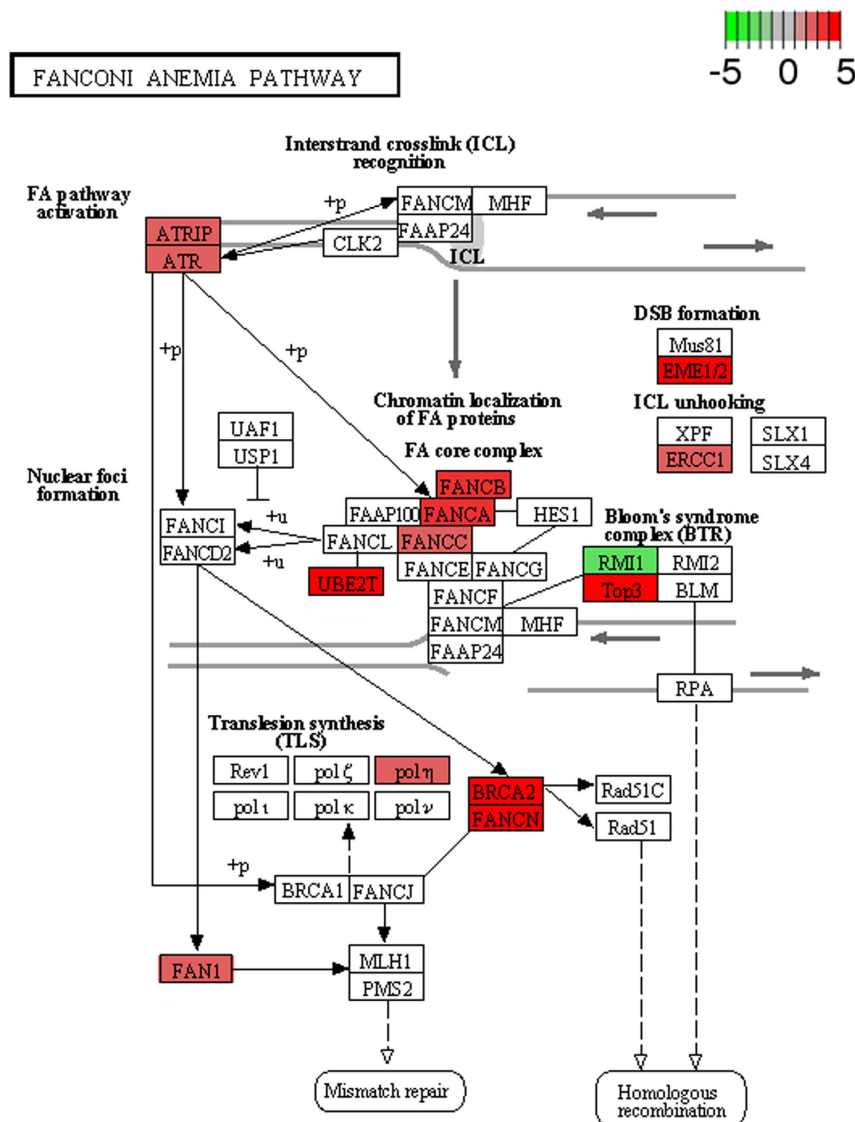 -5 0 5
FANCONI ANEMIA PATHWAY
Interstrand crosslink (ICL)
recognition
FA pathway
activation
+p
FANCM MHF
ATRIP
FAAP24
CLK2
ATR
ICL
DSB formation
Mus81
EME1/2
+p
+p
Chromatin localization
of FA proteins
ICL unhooking
XPF SLX1
ERCC1 SLX4
UAF1
USP1
FA core complex
Nuclear foci
formation
FANCB
FAAP100 FANCA HES1
FANCI
+u
FANCL FANCC
FANCD2
+u
Bloom's syndrome
complex (BTR)
RMI1 RMI2
Top3 BLM
FANCE FANCG
UBE2T
FANCF
FANCM MHF
FAAP24
RPA
Translesion synthesis
(TLS)
Rev1 pol ζ pol η
pol ι pol κ pol ν
BRCA2
FANCN
Rad51C
Rad51
+p
BRCA1 FANCJ
FAN1
MLH1
PMS2
Mismatch repair
Homologous
recombination